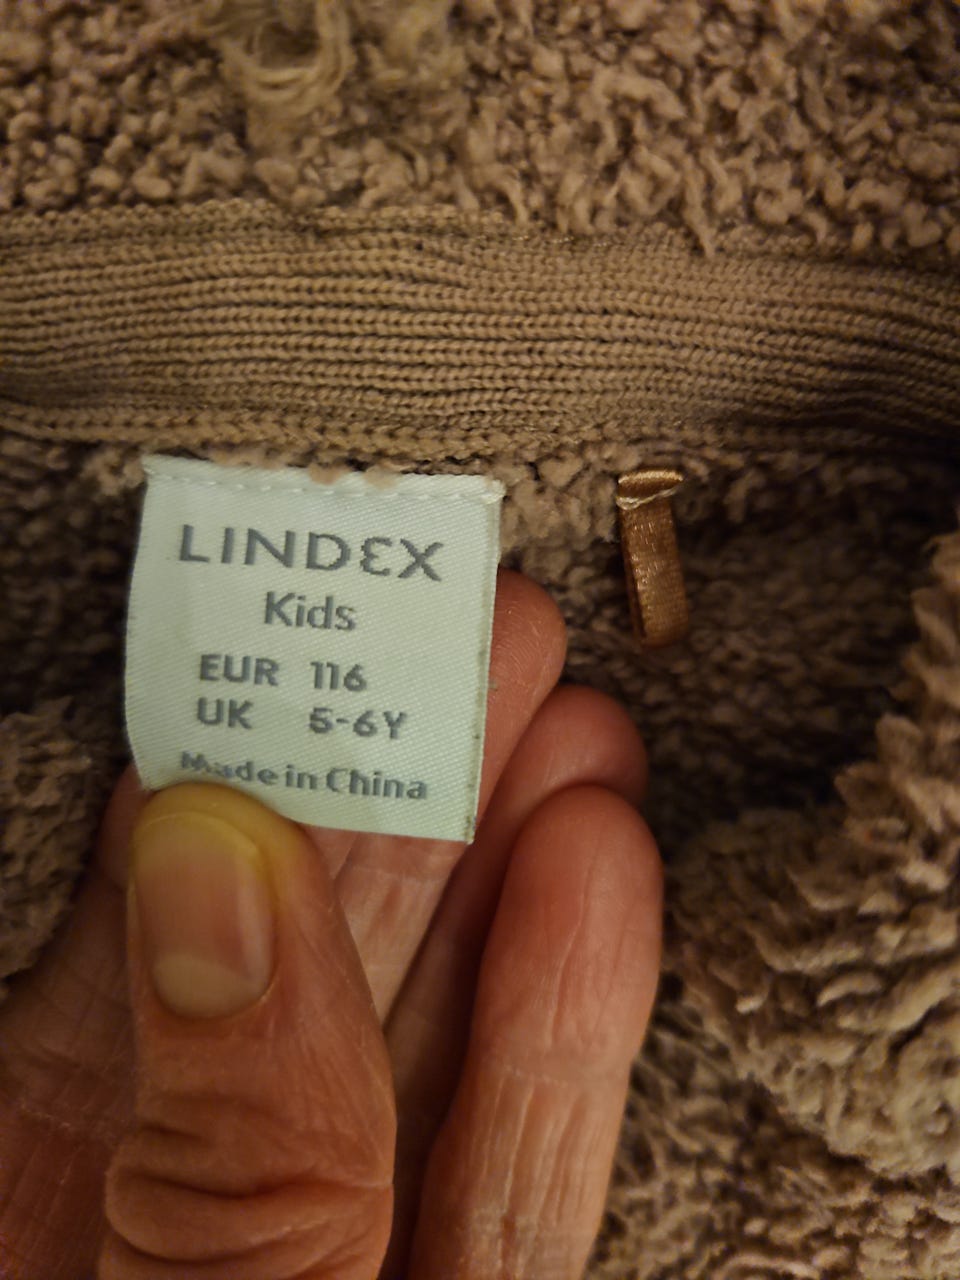 LINDEX
Kids
EUR 116
UK 5-6Y
Made in China